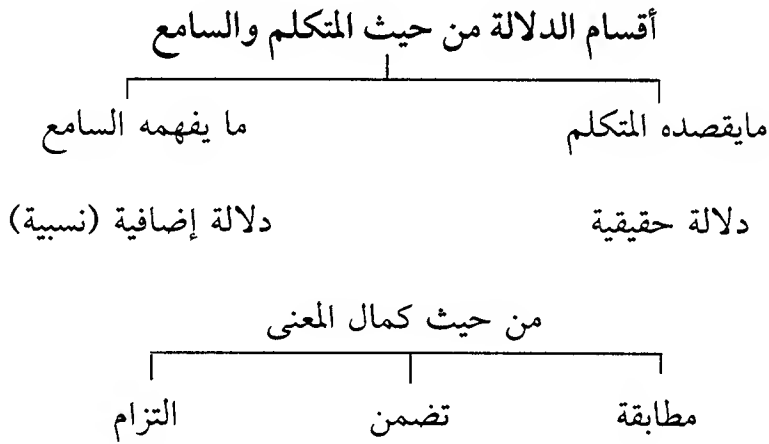 أقسام الدلالة من حيث المتكلم والسامع
مايقصده المتكلم ما يفهمه السامع
دلالة حقيقية دلالة إضافية (نسبية)
من حيث كمال المعنى
مطابقة تضمن التزام